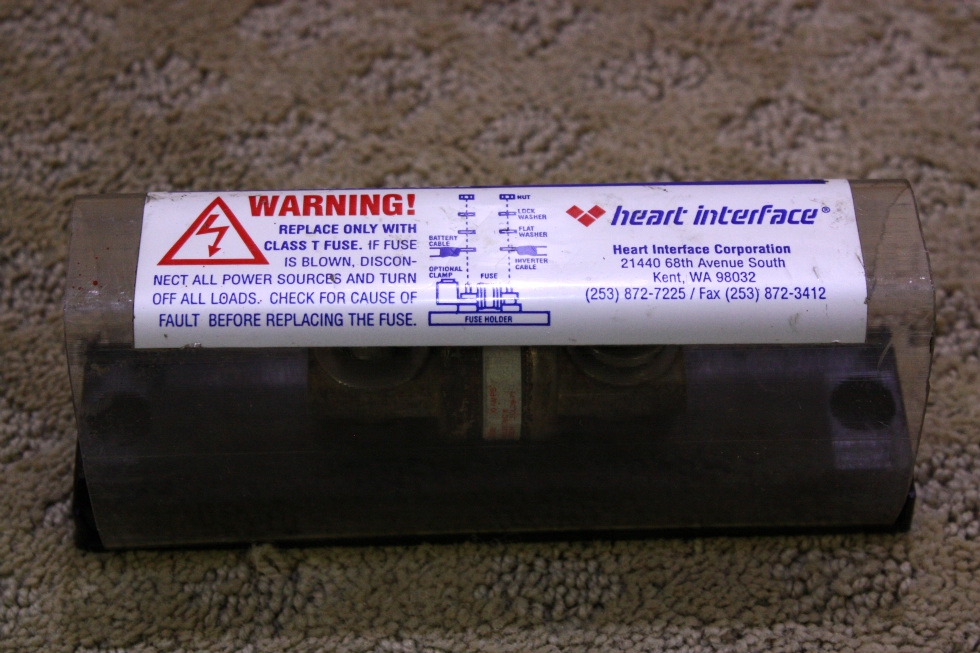 WARNING!
REPLACE ONLY WITH
CLASS T FUSE. IF FUSE
IS BLOWN, DISCON-
NECT ALL POWER SOURCES AND TURN
OFF ALL LOADS. CHECK FOR CAUSE OF
FAULT BEFORE REPLACING THE FUSE.
NUT
LOCK
WASHER
FLAT
WASHER
BATTERY
CABLE
INVERTER
CABLE
OPTIONAL
CLAMP
FUSE
FUSE HOLDER
heart interface®
Heart Interface Corporation
21440 68th Avenue South
Kent, WA 98032
(253) 872-7225 / Fax (253) 872-3412